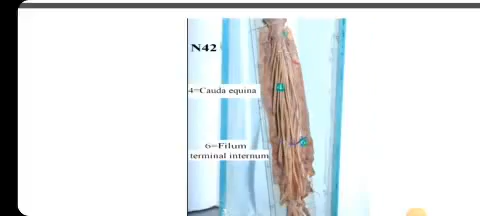 N42
4=Cauda equina
6=Filum
terminal internum